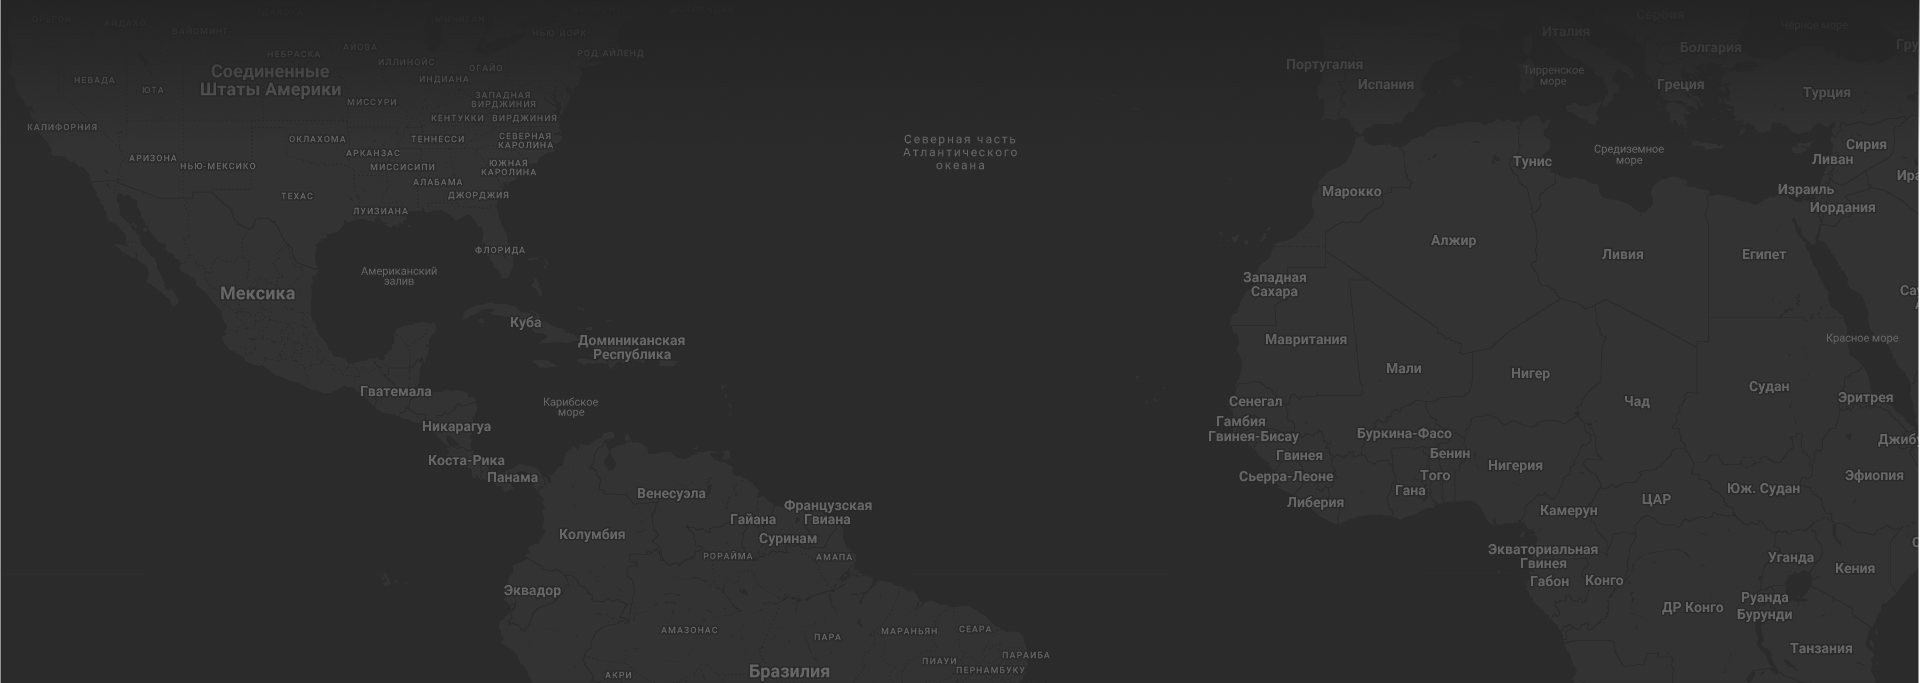 АЙДАХО
ВАЙОМИНГ
МИЧИГАН
НЬЮ-ЙОРК
НЕБРАСКА
АЙОВА
РОД-АЙЛЕНД
ИЛЛИНОЙС
ОГАЙО
Соединенные
Штаты Америки
НЕВАДА
ЮТА
ИНДИАНА
МИССУРИ
ЗАПАДНАЯ
ВИРДЖИНИЯ
КЕНТУККИ
ВИРДЖИНИЯ
КАЛИФОРНИЯ
ОКЛАХОМА
ТЕННЕССИ
СЕВЕРНАЯ
КАРОЛИНА
АРИЗОНА
НЬЮ-МЕКСИКО
АРКАНЗАС
МИССИСИПИ
ЮЖНАЯ
КАРОЛИНА
АЛАБАМА
ДЖОРДЖИЯ
ТЕХАС
ЛУИЗИАНА
ФЛОРИДА
Американский
залив
Мексика
Куба
Доминиканская
Республика
Гватемала
Карибское
море
Никарагуа
Коста-Рика
Панама
Венесуэла
Французская
Гвиана
Гайана
Суринам
Колумбия
РОРАЙМА
АМАПА
Эквадор
АМАЗОНАС
ПАРА
МАРАНЬЯН
СЕАРА
ПИАУИ
ПАРАИБА
ПЕРНАМБУКУ
АКРИ
Бразилия
Северная часть
Атлантического
океана
Сербия
Черное море
Италия
Болгария
Гру
Португалия
Испания
Тирренское
море
Греция
Турция
Тунис
Средиземное
море
Сирия
Ливан
Ира
Марокко
Израиль
Иордания
Алжир
Ливия
Египет
Западная
Сахара
Сау
Мавритания
Красное море
Мали
Нигер
Судан
Чад
Эритрея
Сенегал
Гамбия
Гвинея-Бисау
Буркина-Фасо
Джибу
Гвинея
Бенин
Нигерия
Сьерра-Леоне
Того
Эфиопия
Гана
Либерия
ЦАР
Юж. Судан
Камерун
Экваториальная
Гвинея
Уганда
Кения
Габон
Конго
ДР Конго
Руанда
Бурунди
Танзания